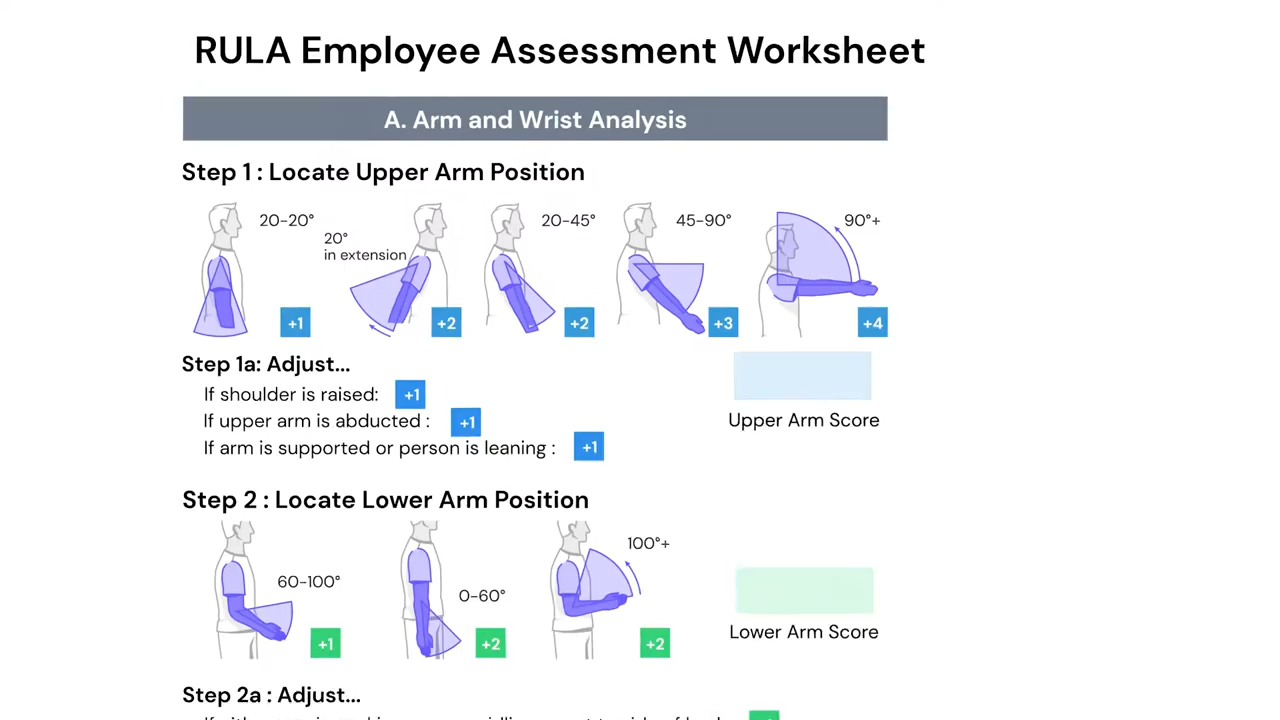 RULA Employee Assessment Worksheet
A. Arm and Wrist Analysis
Step 1 : Locate Upper Arm Position
20-20°
20°
in extension
20-45°
45-90°
90°+
+1
+2
+2
+3
+4
Step 1a: Adjust...
If shoulder is raised: +1
If upper arm is abducted : +1
If arm is supported or person is leaning : +1
Upper Arm Score
Step 2 : Locate Lower Arm Position
60-100°
0-60°
100°+
+1
+2
+2
Lower Arm Score
Step 2a : Adjust...